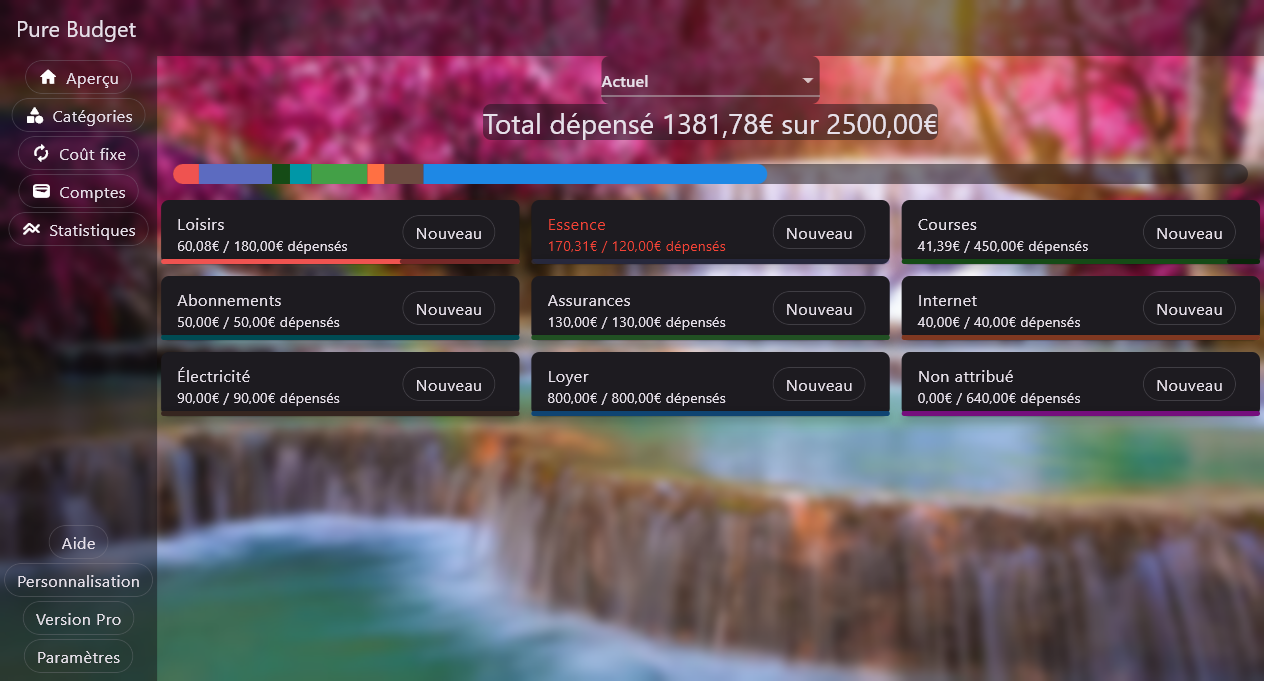 Pure Budget
Aperçu
Catégories
Coût fixe
Comptes
Statistiques
Aide
Personnalisation
Version Pro
Paramètres
Actuel
Total dépensé 1381,78€ sur 2500,00€
Loisirs
60,08€ / 180,00€ dépensés
Nouveau
Essence
170,31€ / 120,00€ dépensés
Nouveau
Courses
41,39€ / 450,00€ dépensés
Nouveau
Abonnements
50,00€ / 50,00€ dépensés
Nouveau
Assurances
130,00€ / 130,00€ dépensés
Nouveau
Internet
40,00€ / 40,00€ dépensés
Nouveau
Électricité
90,00€ / 90,00€ dépensés
Nouveau
Loyer
800,00€ / 800,00€ dépensés
Nouveau
Non attribué
0,00€ / 640,00€ dépensés
Nouveau